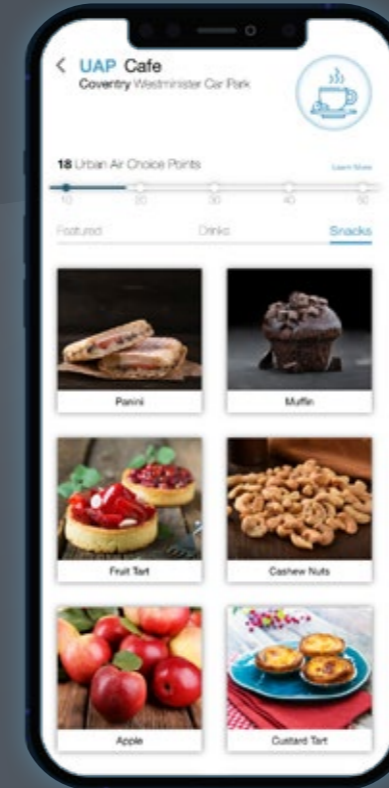 UAP Cafe
Coventry Westminister Car Park
18 Urban Air Choice Points
Learn More
10 20 30 40 50
Featured Drinks Snacks
Panini Muffin
Fruit Tart Cashew Nuts
Apple Custard Tart